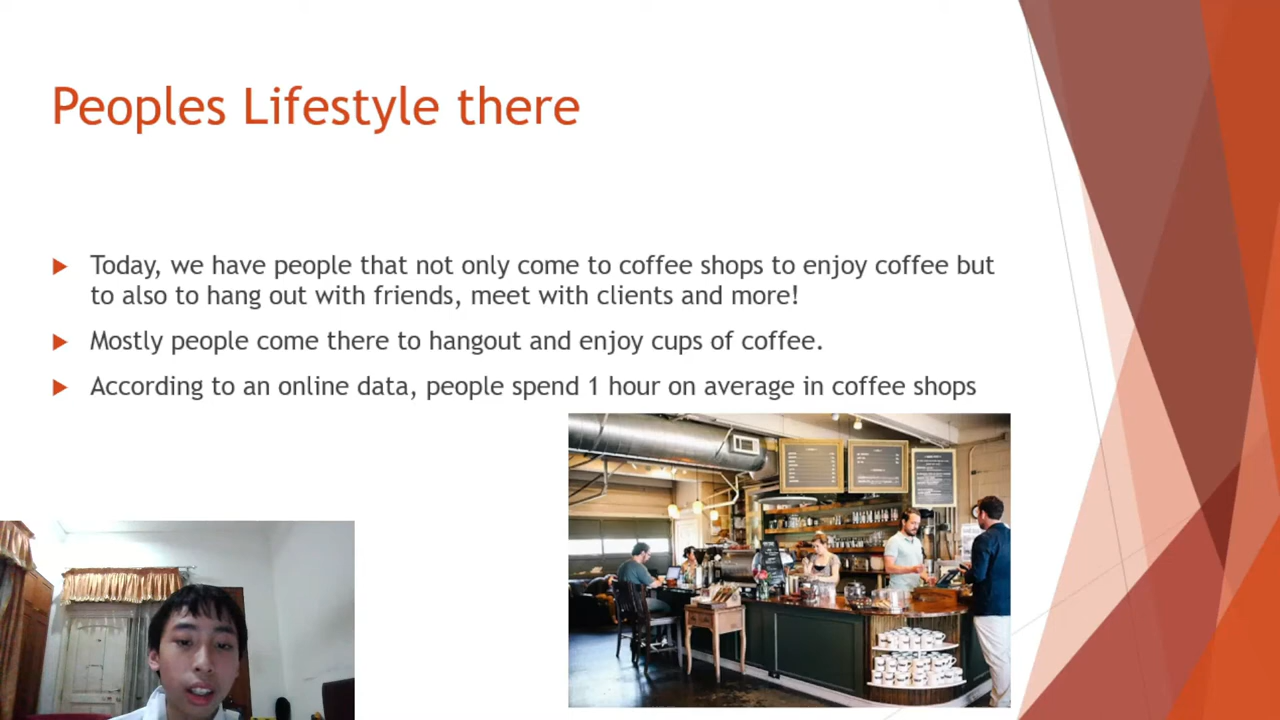 Peoples Lifestyle there
Today, we have people that not only come to coffee shops to enjoy coffee but
to also to hang out with friends, meet with clients and more!
Mostly people come there to hangout and enjoy cups of coffee.
According to an online data, people spend 1 hour on average in coffee shops